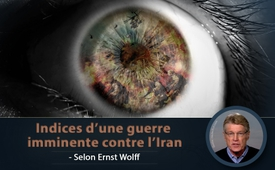 Indices d’une guerre
imminente contre l’Iran
- Selon Ernst Wolff